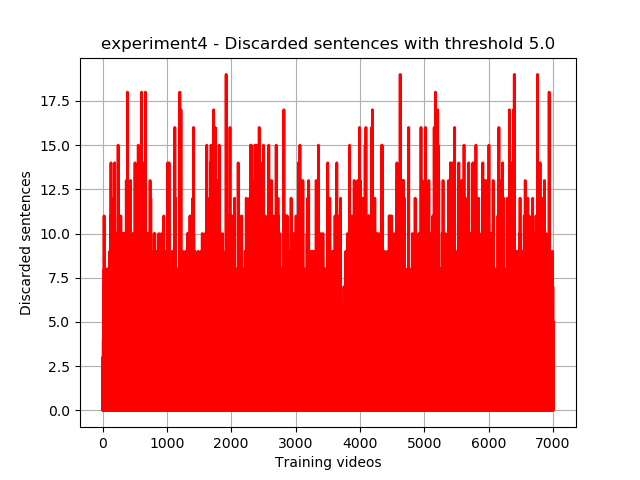 experiment4 - Discarded sentences with threshold 5.0
17.5
15.0
12.5
10.0
7.5
5.0
2.5
0.0
Discarded sentences
0 1000 2000 3000 4000 5000 6000 7000
Training videos